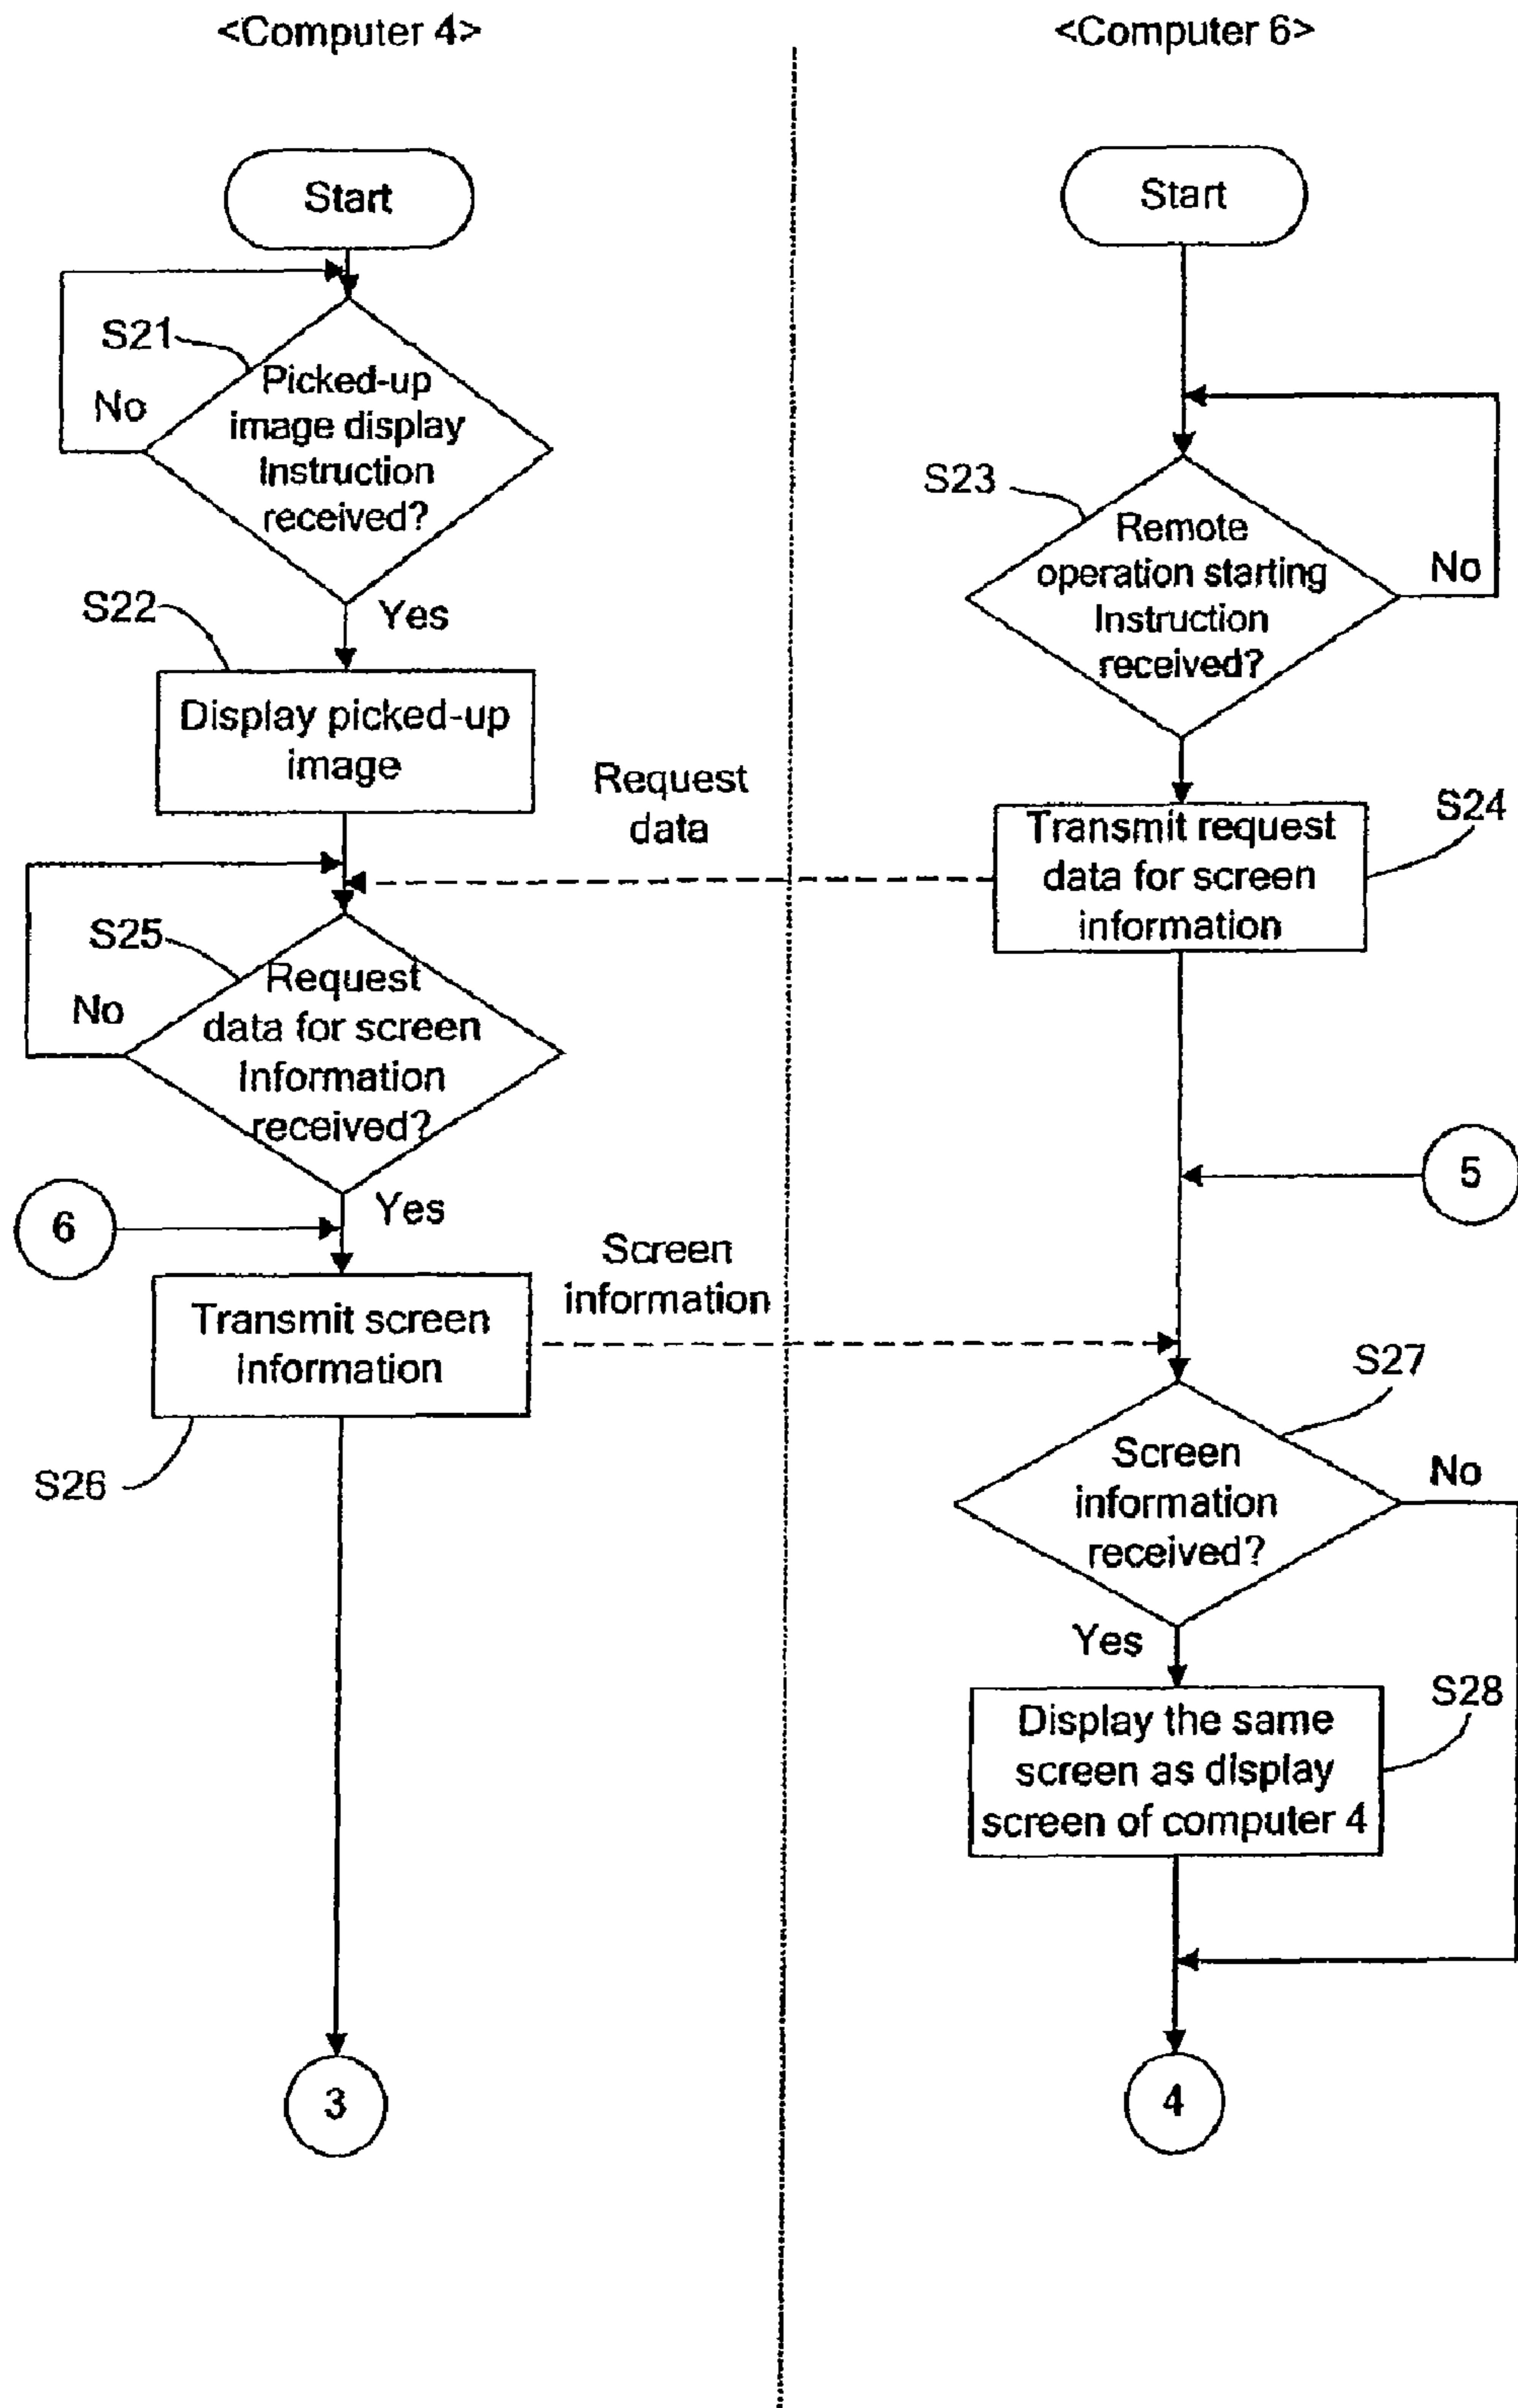 <Computer 4>
<Computer 6>
Start
Start
S21
No
Picked-up
image display
Instruction
received?
Yes
S22
Display picked-up
image
S23
Remote
operation starting
Instruction
received?
No
Request
data
Transmit request
data for screen
information
S24
S25
No
Request
data for screen
Information
received?
Yes
5
6
Screen
information
Transmit screen
Information
S26
S27
Screen
information
received?
No
Yes
S28
Display the same
screen as display
screen of computer 4
3
4